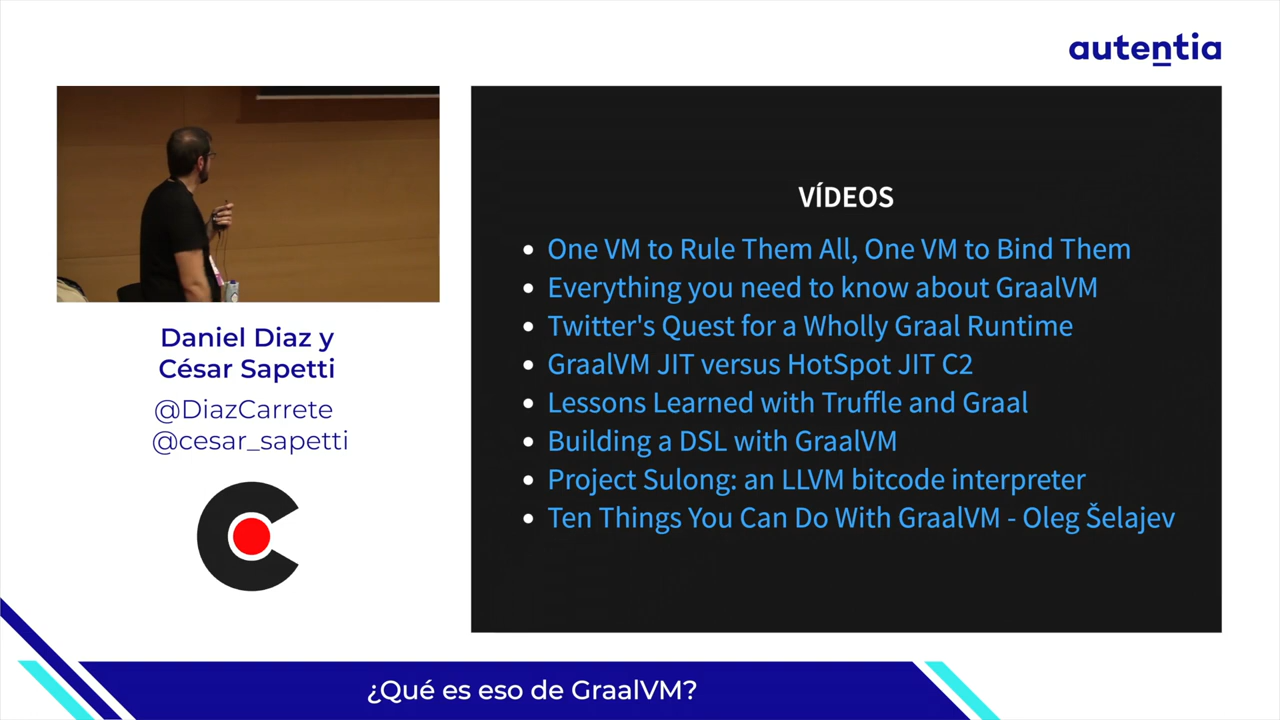 autentia
VÍDEOS
One VM to Rule Them All, One VM to Bind Them
Everything you need to know about GraalVM
Twitter's Quest for a Wholly Graal Runtime
GraalVM JIT versus HotSpot JIT C2
Lessons Learned with Truffle and Graal
Building a DSL with GraalVM
Project Sulong: an LLVM bitcode interpreter
Ten Things You Can Do With GraalVM - Oleg Šelajev
Daniel Diaz y
César Sapetti
@DiazCarrete
@cesar_sapetti
¿Qué es eso de GraalVM?